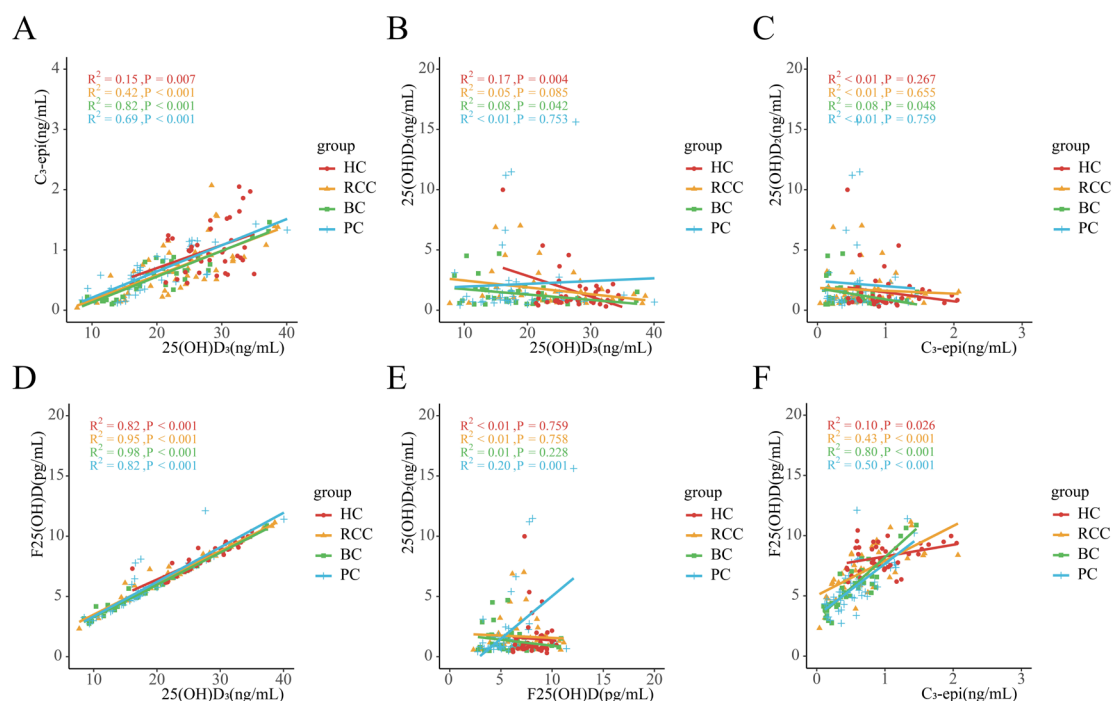 A
R² = 0.15 ,P = 0.007
R² = 0.42 ,P < 0.001
R² = 0.82 ,P < 0.001
R² = 0.69 ,P < 0.001
C₃-epi(ng/mL)
4
3
2
1
0
10
20
30
40
25(OH)D₃(ng/mL)
group
HC
RCC
BC
PC
B
R² = 0.17 ,P = 0.004
R² = 0.05 ,P = 0.085
R² = 0.08 ,P = 0.042
R² < 0.01 ,P = 0.753
25(OH)D₂(ng/mL)
20
15
10
5
0
10
20
30
40
25(OH)D₃(ng/mL)
group
HC
RCC
BC
PC
C
R² < 0.01 ,P = 0.267
R² < 0.01 ,P = 0.655
R² = 0.08 ,P = 0.048
R² < 0.01 ,P = 0.759
25(OH)D₂(ng/mL)
20
15
10
5
0
0
1
2
3
C₃-epi(ng/mL)
group
HC
RCC
BC
PC
D
R² = 0.82 ,P < 0.001
R² = 0.95 ,P < 0.001
R² = 0.98 ,P < 0.001
R² = 0.82 ,P < 0.001
F25(OH)D(pg/mL)
20
15
10
5
0
10
20
30
40
25(OH)D₃(ng/mL)
group
HC
RCC
BC
PC
E
R² < 0.01 ,P = 0.759
R² < 0.01 ,P = 0.758
R² = 0.01 ,P = 0.228
R² = 0.20 ,P = 0.001
25(OH)D₂(ng/mL)
20
15
10
5
0
0
5
10
15
20
F25(OH)D(pg/mL)
group
HC
RCC
BC
PC
F
R² = 0.10 ,P = 0.026
R² = 0.43 ,P < 0.001
R² = 0.80 ,P < 0.001
R² = 0.50 ,P < 0.001
F25(OH)D(pg/mL)
20
15
10
5
0
0
1
2
3
C₃-epi(ng/mL)
group
HC
RCC
BC
PC